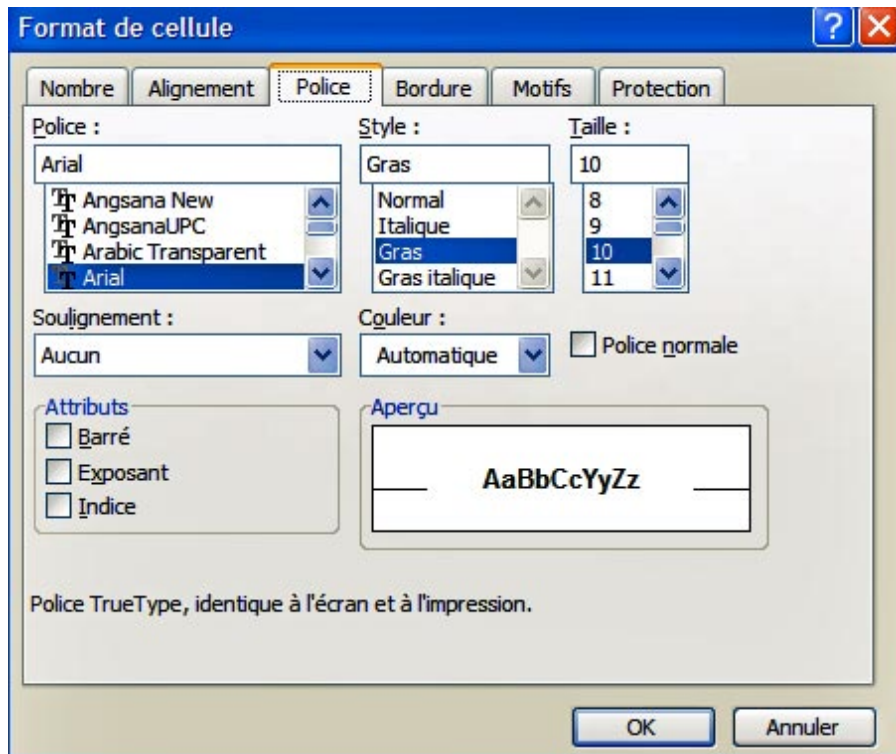 Format de cellule
Nombre Alignement Police Bordure Motifs Protection
Police : Style : Taille :
Arial Gras 10
Angsana New Normal 8
AngsanaUPC Italique 9
Arabic Transparent Gras 10
Arial Gras italique 11
Soulignement : Couleur :
Aucun Automatique Police normale
Attributs Aperçu
Barré
Exposant AaBbCcYyZz
Indice
Police TrueType, identique à l'écran et à l'impression.
OK Annuler